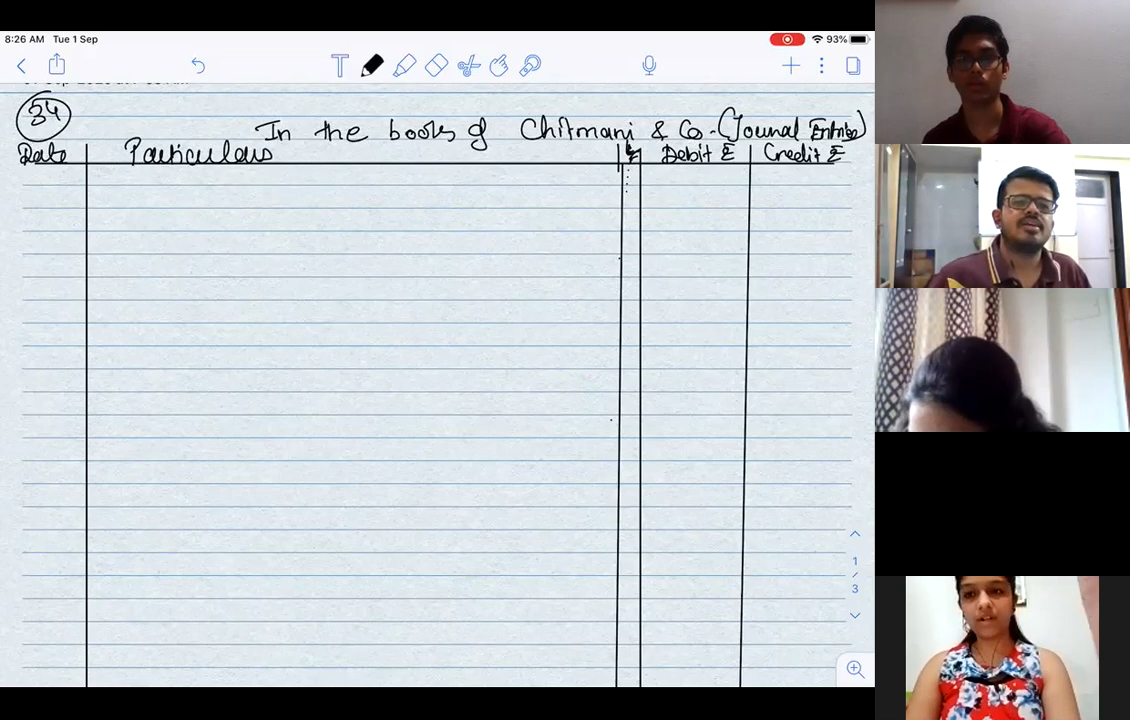 8:26 AM Tue 1 Sep 93%
34
In the books of Chitmani & Co. (Journal Entries)
Date Particulars Debit ₹ Credit ₹
1
/
3